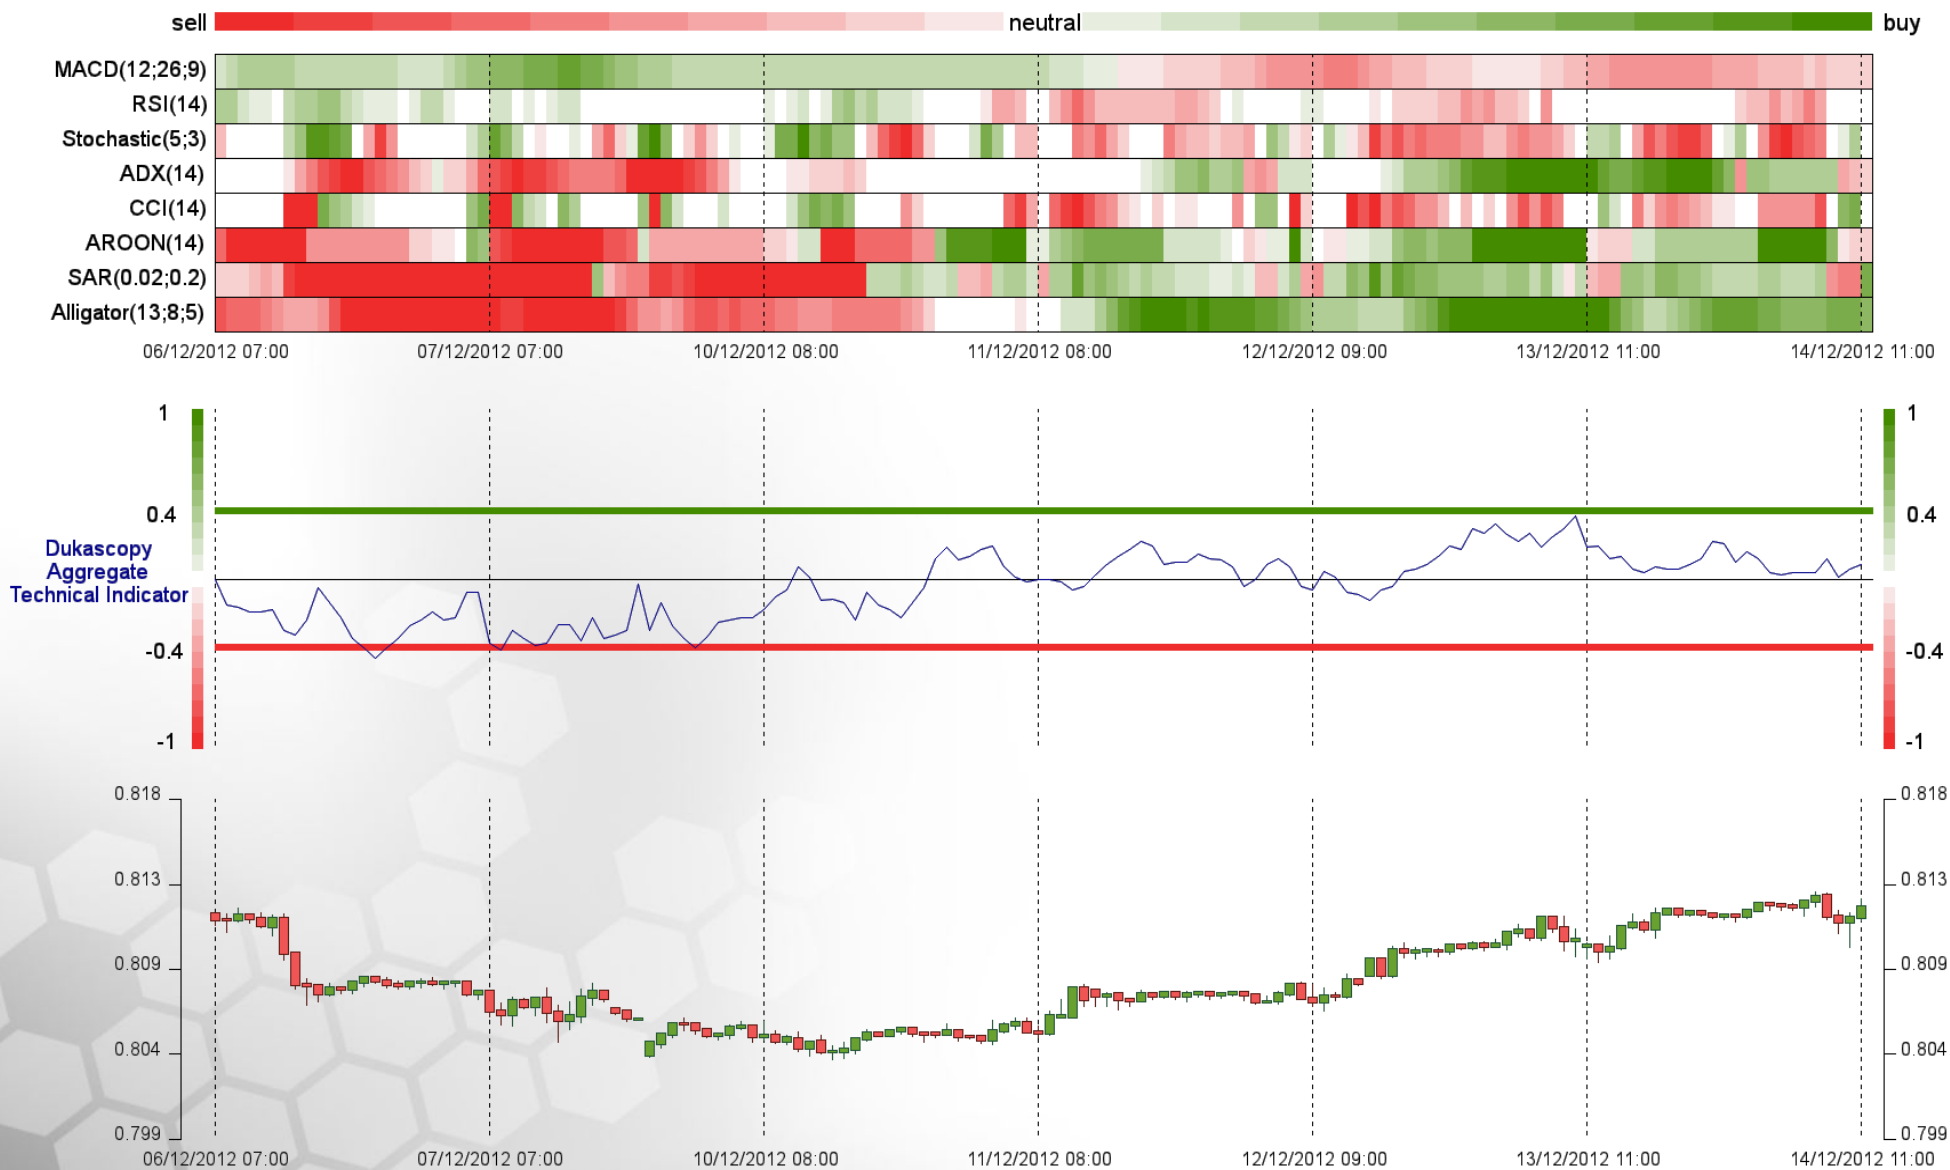 sell neutral buy
MACD(12;26;9)
RSI(14)
Stochastic(5;3)
ADX(14)
CCI(14)
AROON(14)
SAR(0.02;0.2)
Alligator(13;8;5)
06/12/2012 07:00 07/12/2012 07:00 10/12/2012 08:00 11/12/2012 08:00 12/12/2012 09:00 13/12/2012 11:00 14/12/2012 11:00
1 1
0.4 0.4
Dukascopy
Aggregate
Technical Indicator
-0.4 -0.4
-1 -1
0.818 0.818
0.813 0.813
0.809 0.809
0.804 0.804
0.799 0.799
06/12/2012 07:00 07/12/2012 07:00 10/12/2012 08:00 11/12/2012 08:00 12/12/2012 09:00 13/12/2012 11:00 14/12/2012 11:00